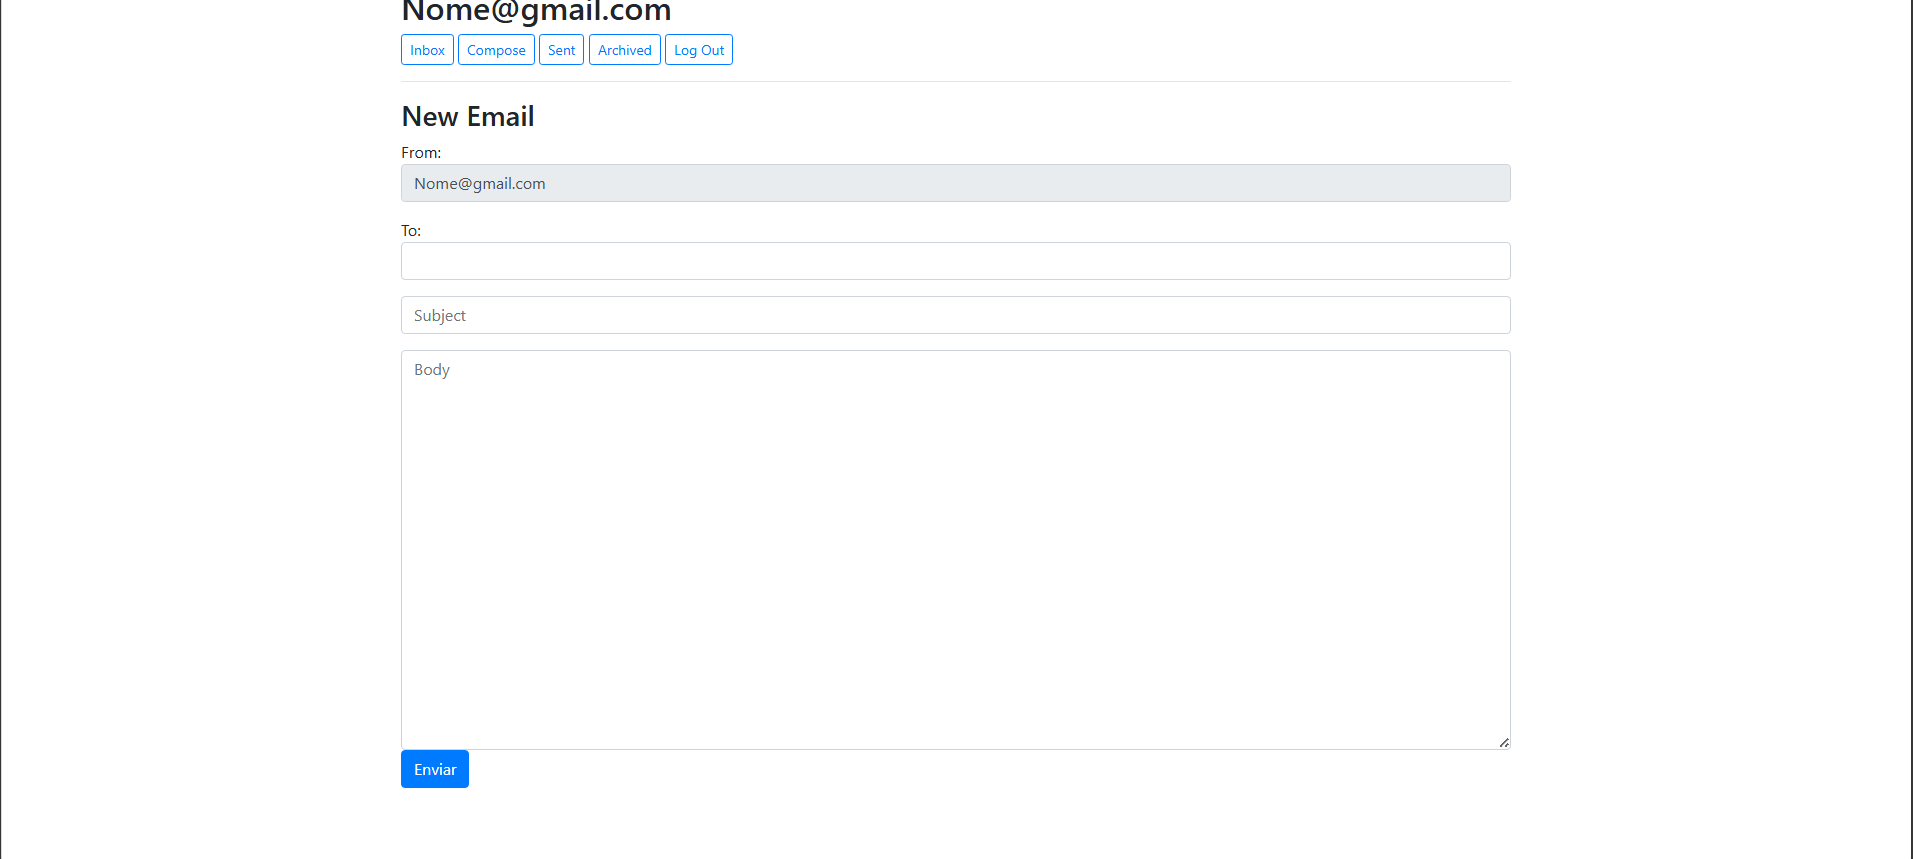 Nome@gmail.com
Inbox Compose Sent Archived Log Out
New Email
From:
Nome@gmail.com
To:
Subject
Body
Enviar